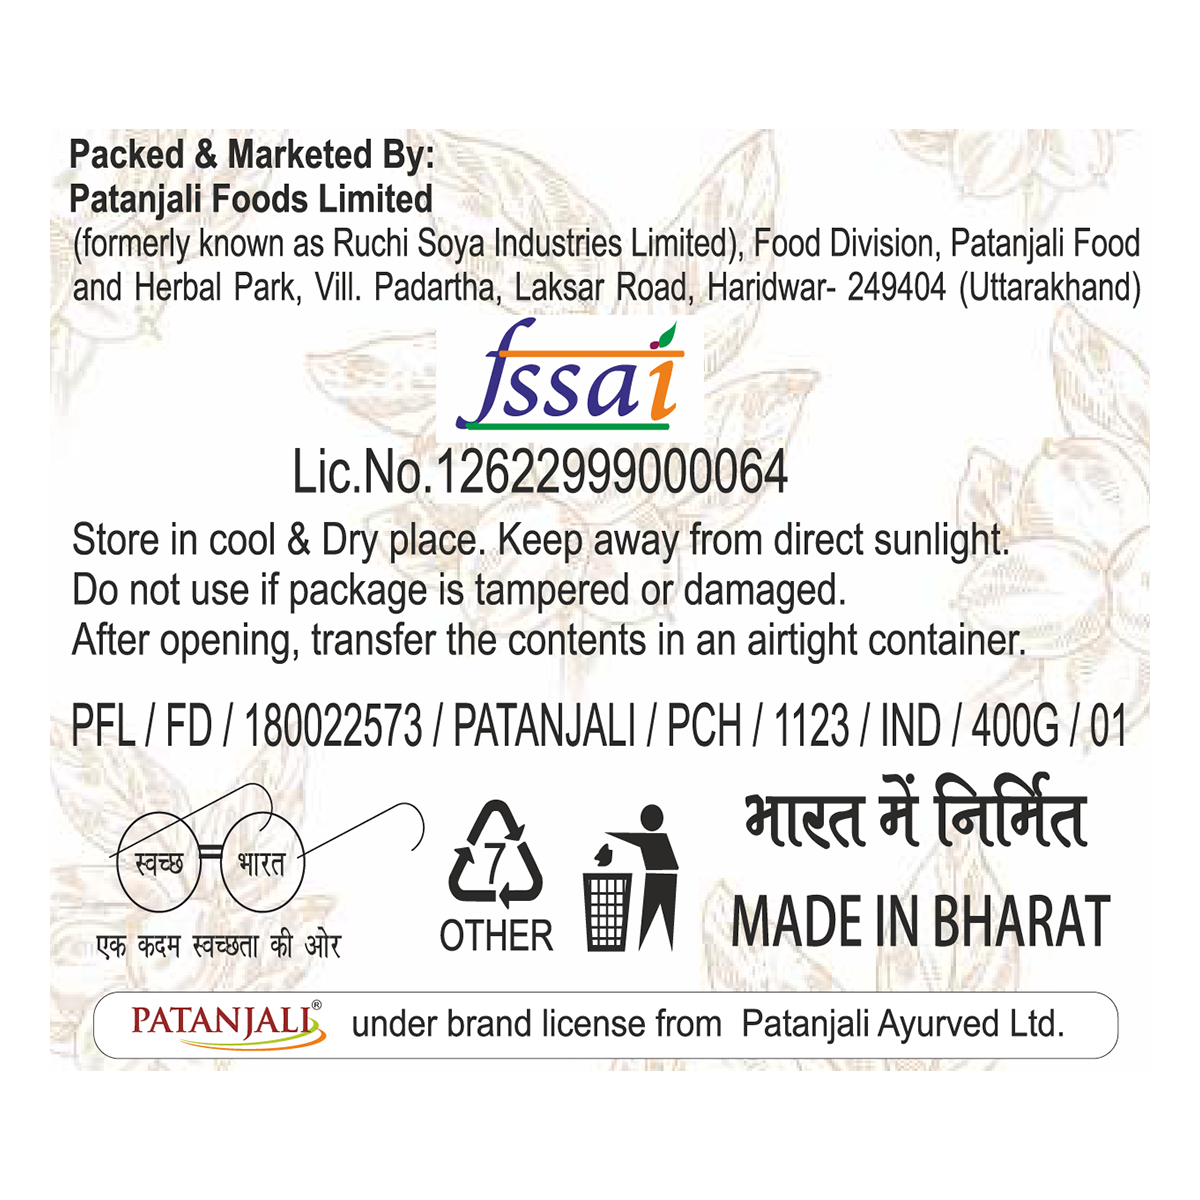 Packed & Marketed By:
Patanjali Foods Limited
(formerly known as Ruchi Soya Industries Limited), Food Division, Patanjali Food
and Herbal Park, Vill. Padartha, Laksar Road, Haridwar- 249404 (Uttarakhand)
fssai
Lic.No.12622999000064
Store in cool & Dry place. Keep away from direct sunlight.
Do not use if package is tampered or damaged.
After opening, transfer the contents in an airtight container.
PFL / FD / 180022573 / PATANJALI / PCH / 1123 / IND / 400G / 01
स्वच्छ भारत
एक कदम स्वच्छता की ओर
7
OTHER
भारत में निर्मित
MADE IN BHARAT
PATANJALI® under brand license from Patanjali Ayurved Ltd.